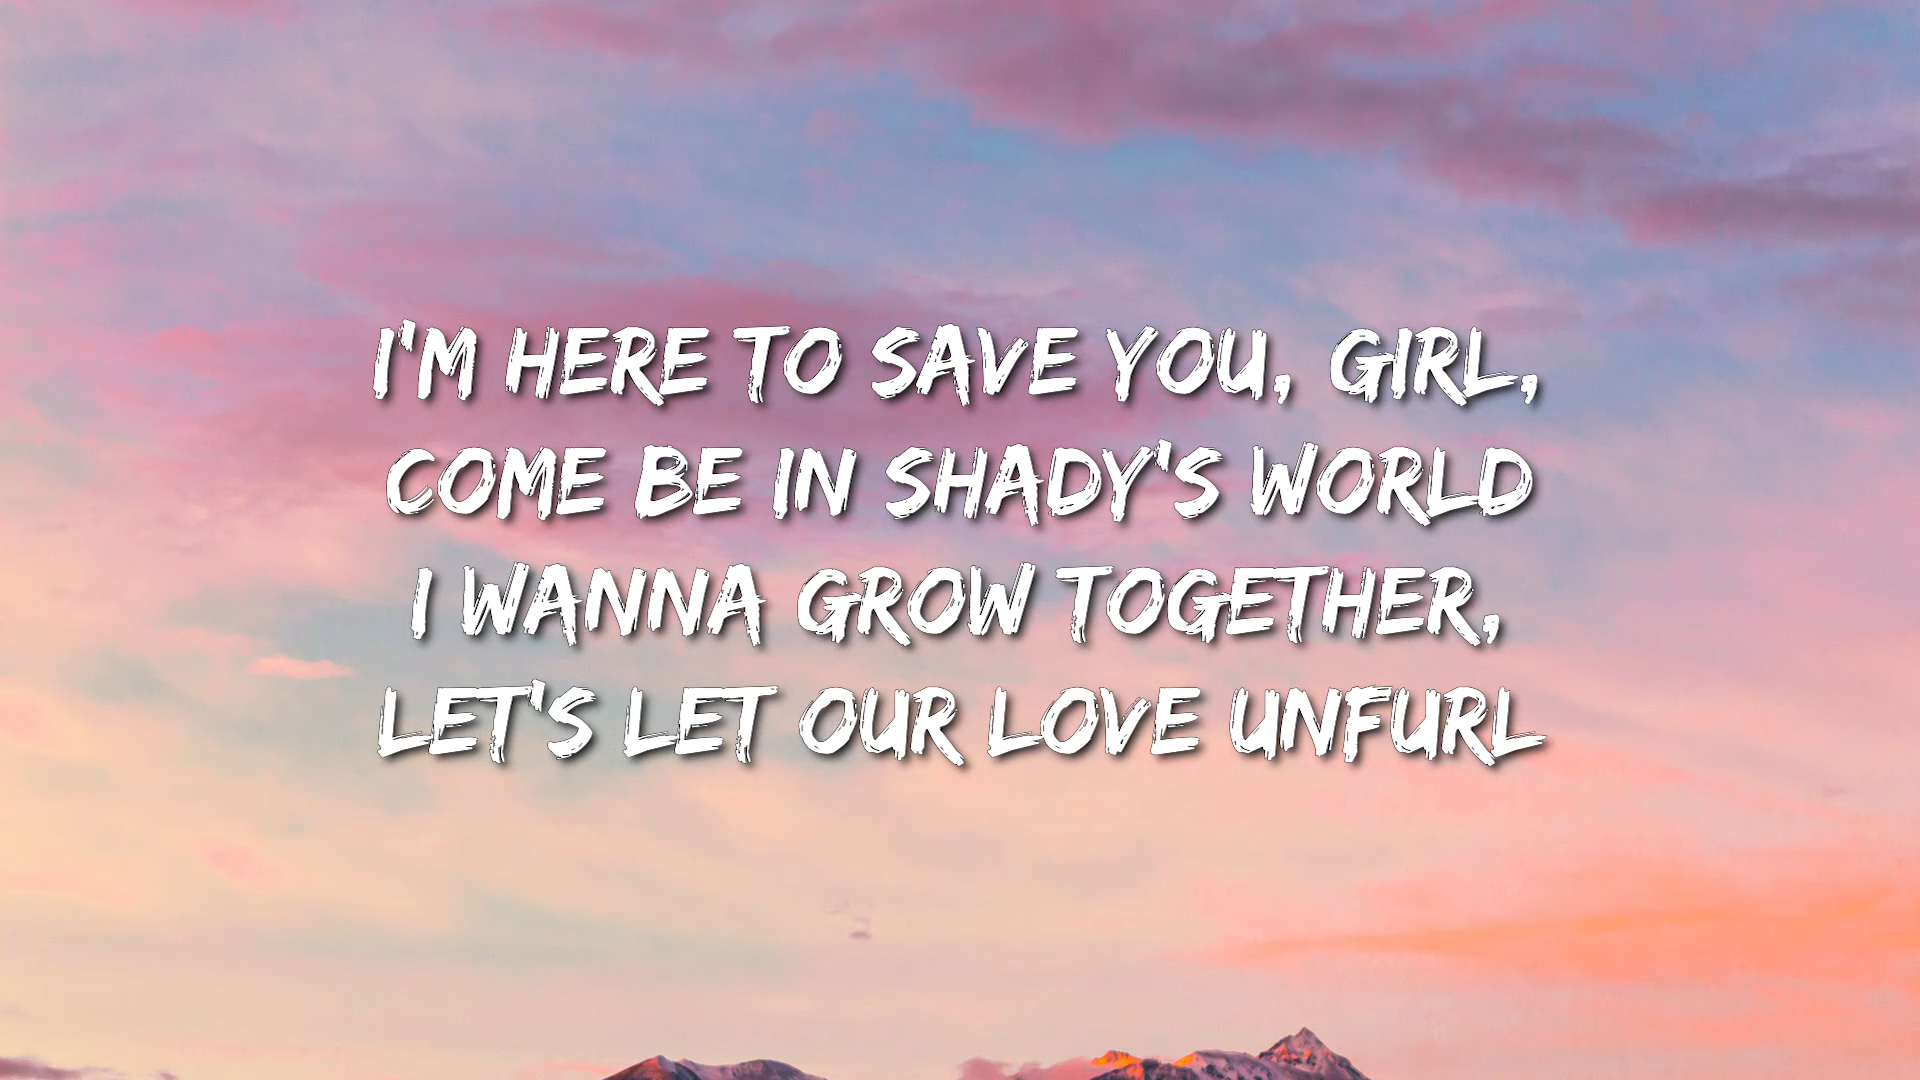 I'M HERE TO SAVE YOU, GIRL,
COME BE IN SHADY'S WORLD
I WANNA GROW TOGETHER,
LET'S LET OUR LOVE UNFURL